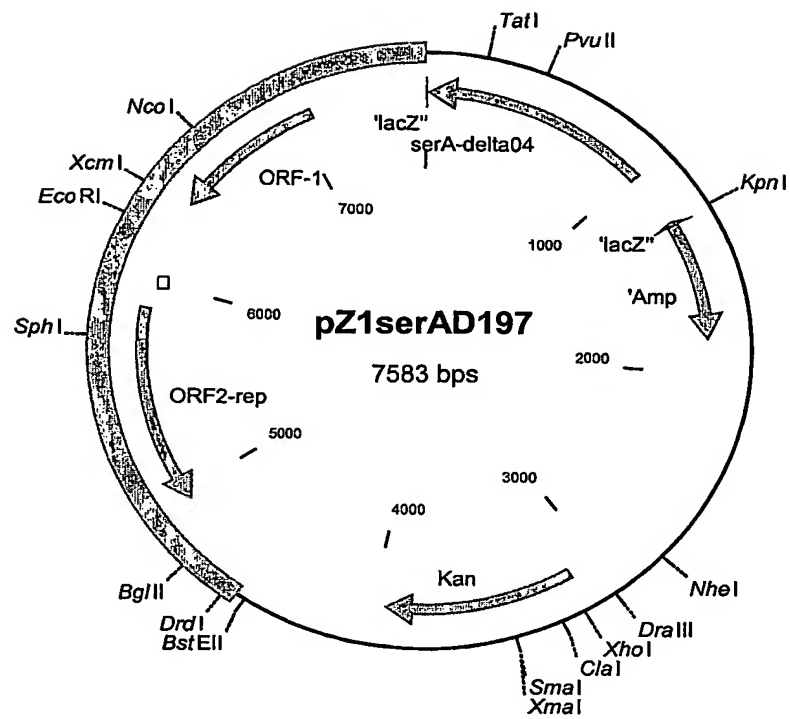 TatI
PvuII
NcoI
'lacZ"
serA-delta04
XcmI
ORF-1
EcoRI
KpnI
7000
1000
'lacZ"
'Amp
6000
pZ1serAD197
SphI
7583 bps
2000
ORF2-rep
5000
3000
4000
Kan
BglII
NheI
DrdI
BstEII
DraIII
XhoI
ClaI
SmaI
XmaI